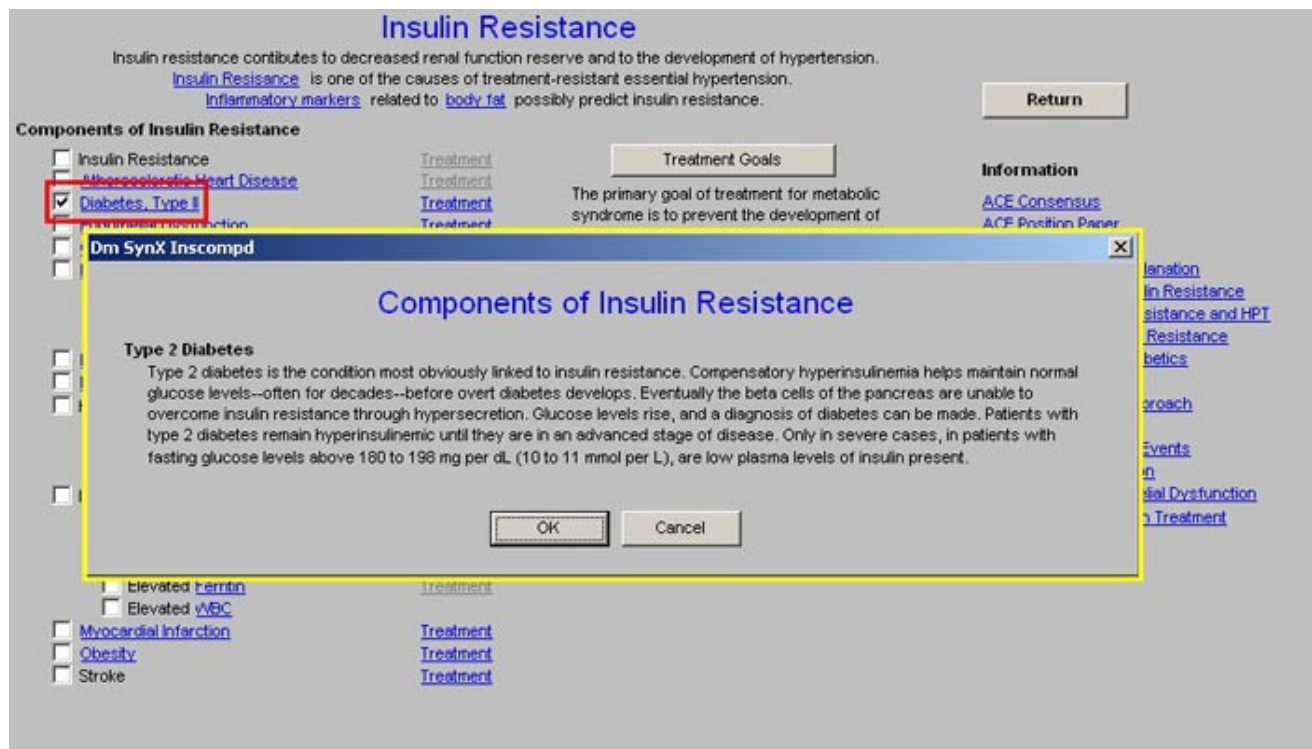 Insulin Resistance
Insulin resistance contibutes to decreased renal function reserve and to the development of hypertension.
Insulin Resisance is one of the causes of treatment-resistant essential hypertension.
Inflammatory markers related to body fat possibly predict insulin resistance.
Return
Components of Insulin Resistance
Insulin Resistance Treatment
Treatment Goals
Information
Atherosclerotic Heart Disease Treatment
Diabetes, Type II Treatment
The primary goal of treatment for metabolic
syndrome is to prevent the development of
ACE Consensus
ACE Position Paper
Treatment
Dm SynX Inscompd
Components of Insulin Resistance
Type 2 Diabetes
Type 2 diabetes is the condition most obviously linked to insulin resistance. Compensatory hyperinsulinemia helps maintain normal
glucose levels--often for decades--before overt diabetes develops. Eventually the beta cells of the pancreas are unable to
overcome insulin resistance through hypersecretion. Glucose levels rise, and a diagnosis of diabetes can be made. Patients with
type 2 diabetes remain hyperinsulinemic until they are in an advanced stage of disease. Only in severe cases, in patients with
fasting glucose levels above 180 to 198 mg per dL (10 to 11 mmol per L), are low plasma levels of insulin present.
OK
Cancel
lanation
lin Resistance
sistance and HPT
Resistance
betics
proach
Events
on
elial Dysfunction
n Treatment
Elevated Ferritin Treatment
Elevated WBC
Myocardial Infarction Treatment
Obesity Treatment
Stroke Treatment